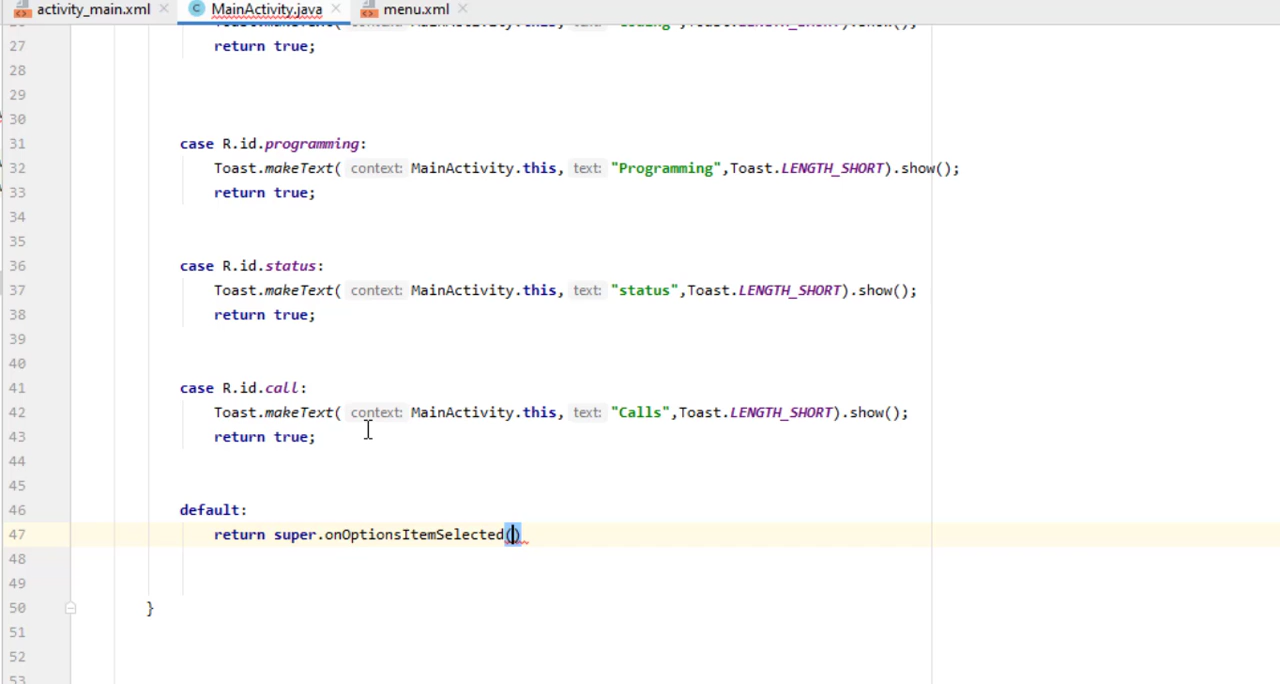 activity_main.xml MainActivity.java menu.xml
27 return true;
28
29
30
31 case R.id.programming:
32 Toast.makeText( context: MainActivity.this, text: "Programming",Toast.LENGTH_SHORT).show();
33 return true;
34
35
36 case R.id.status:
37 Toast.makeText( context: MainActivity.this, text: "status",Toast.LENGTH_SHORT).show();
38 return true;
39
40
41 case R.id.call:
42 Toast.makeText( context: MainActivity.this, text: "Calls",Toast.LENGTH_SHORT).show();
43 return true;
44
45
46 default:
47 return super.onOptionsItemSelected()
48
49
50 }
51
52
53